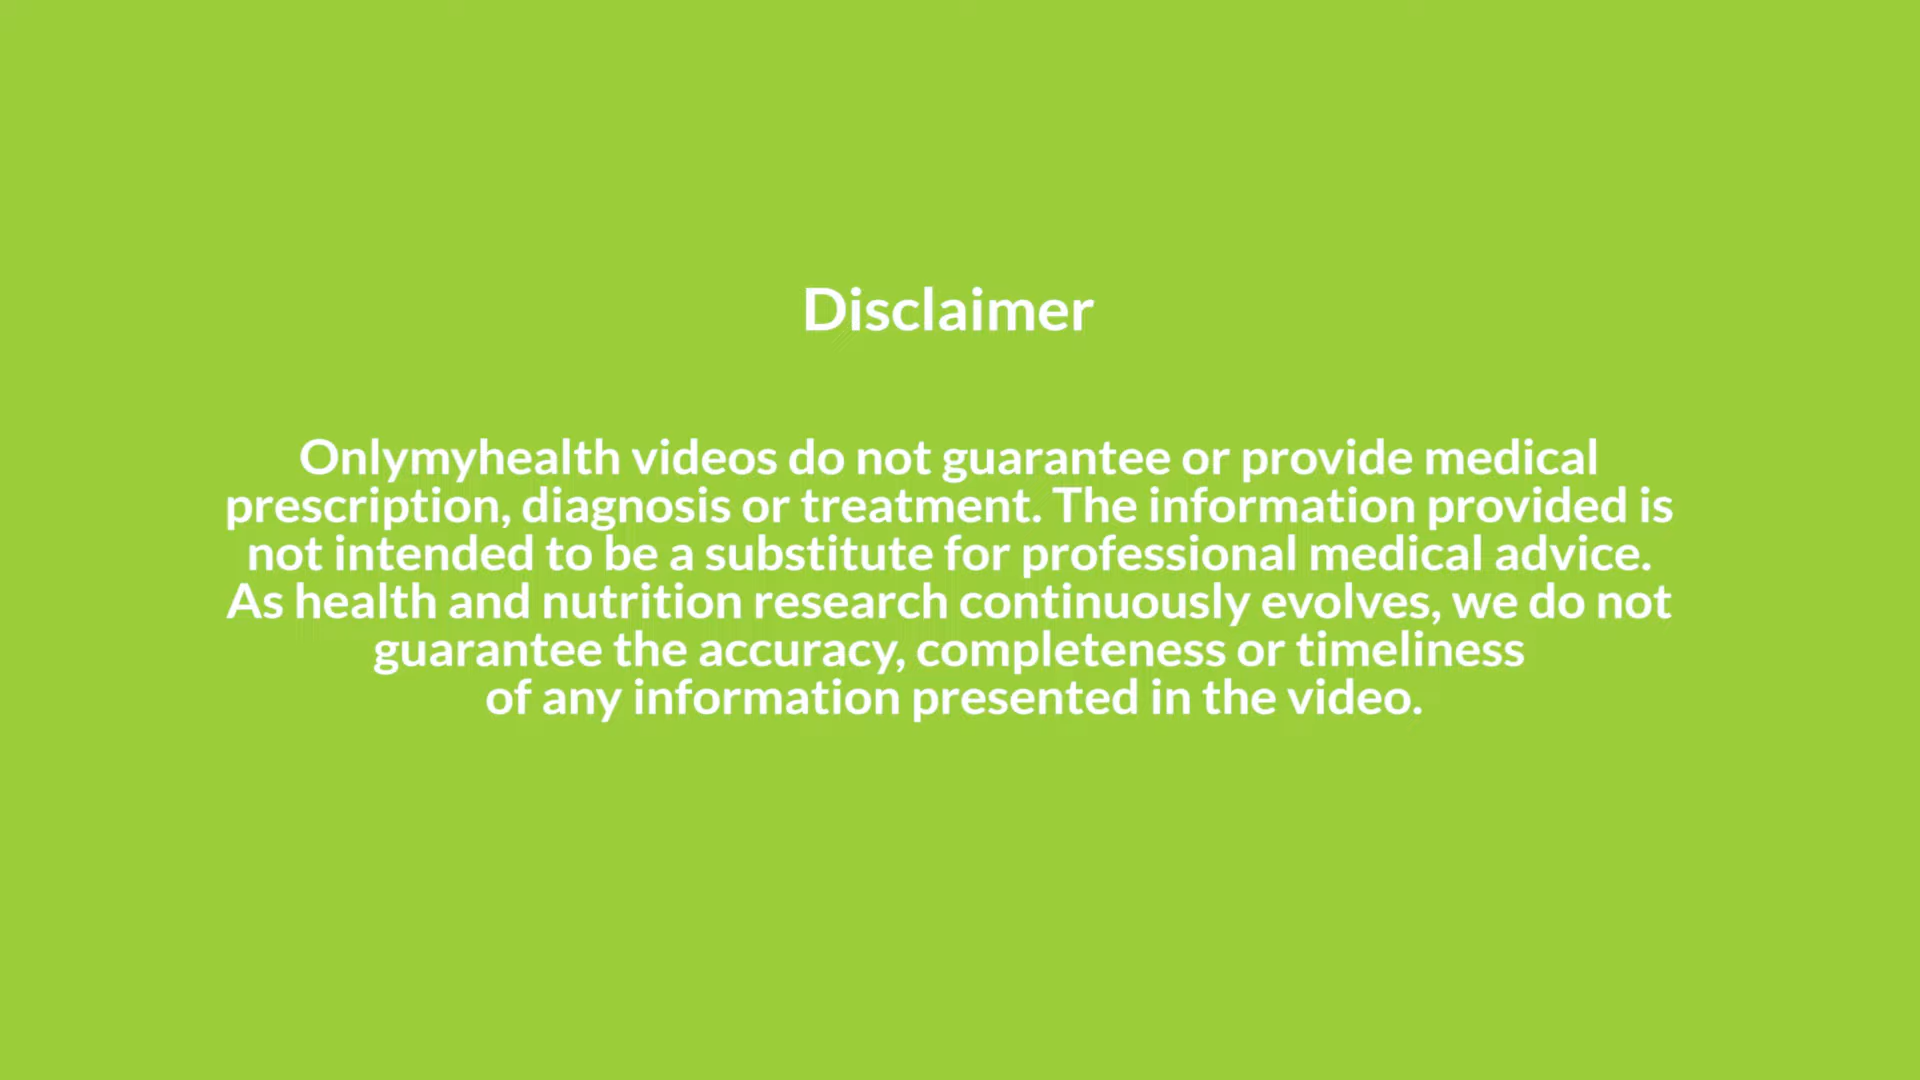 Disclaimer
Onlymyhealth videos do not guarantee or provide medical
prescription, diagnosis or treatment. The information provided is
not intended to be a substitute for professional medical advice.
As health and nutrition research continuously evolves, we do not
guarantee the accuracy, completeness or timeliness
of any information presented in the video.